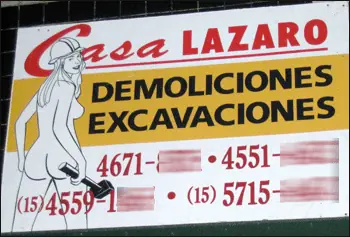 Casa LAZARO
DEMOLICIONES
EXCAVACIONES
4671- • 4551-
(15) 4559-1 • (15) 5715-